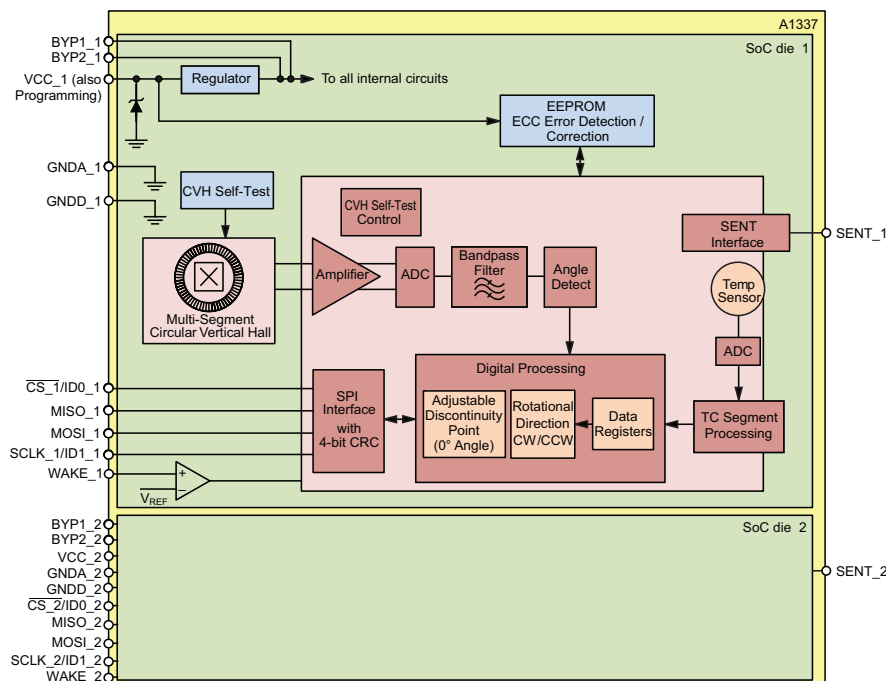 A1337
SoC die 1
BYP1_1
BYP2_1
VCC_1 (also
Programming)
Regulator
To all internal circuits
EEPROM
ECC Error Detection /
Correction
GNDA_1
GNDD_1
CVH Self-Test
CVH Self-Test
Control
SENT
Interface
SENT_1
Multi-Segment
Circular Vertical Hall
Amplifier
ADC
Bandpass
Filter
Angle
Detect
Temp
Sensor
ADC
CS_1/ID0_1
MISO_1
MOSI_1
SCLK_1/ID1_1
WAKE_1
VREF
+
–
SPI
Interface
with
4-bit CRC
Digital Processing
Adjustable
Discontinuity
Point
(0° Angle)
Rotational
Direction
CW/CCW
Data
Registers
TC Segment
Processing
SoC die 2
BYP1_2
BYP2_2
VCC_2
GNDA_2
GNDD_2
CS_2/ID0_2
MISO_2
MOSI_2
SCLK_2/ID1_2
WAKE_2
SENT_2